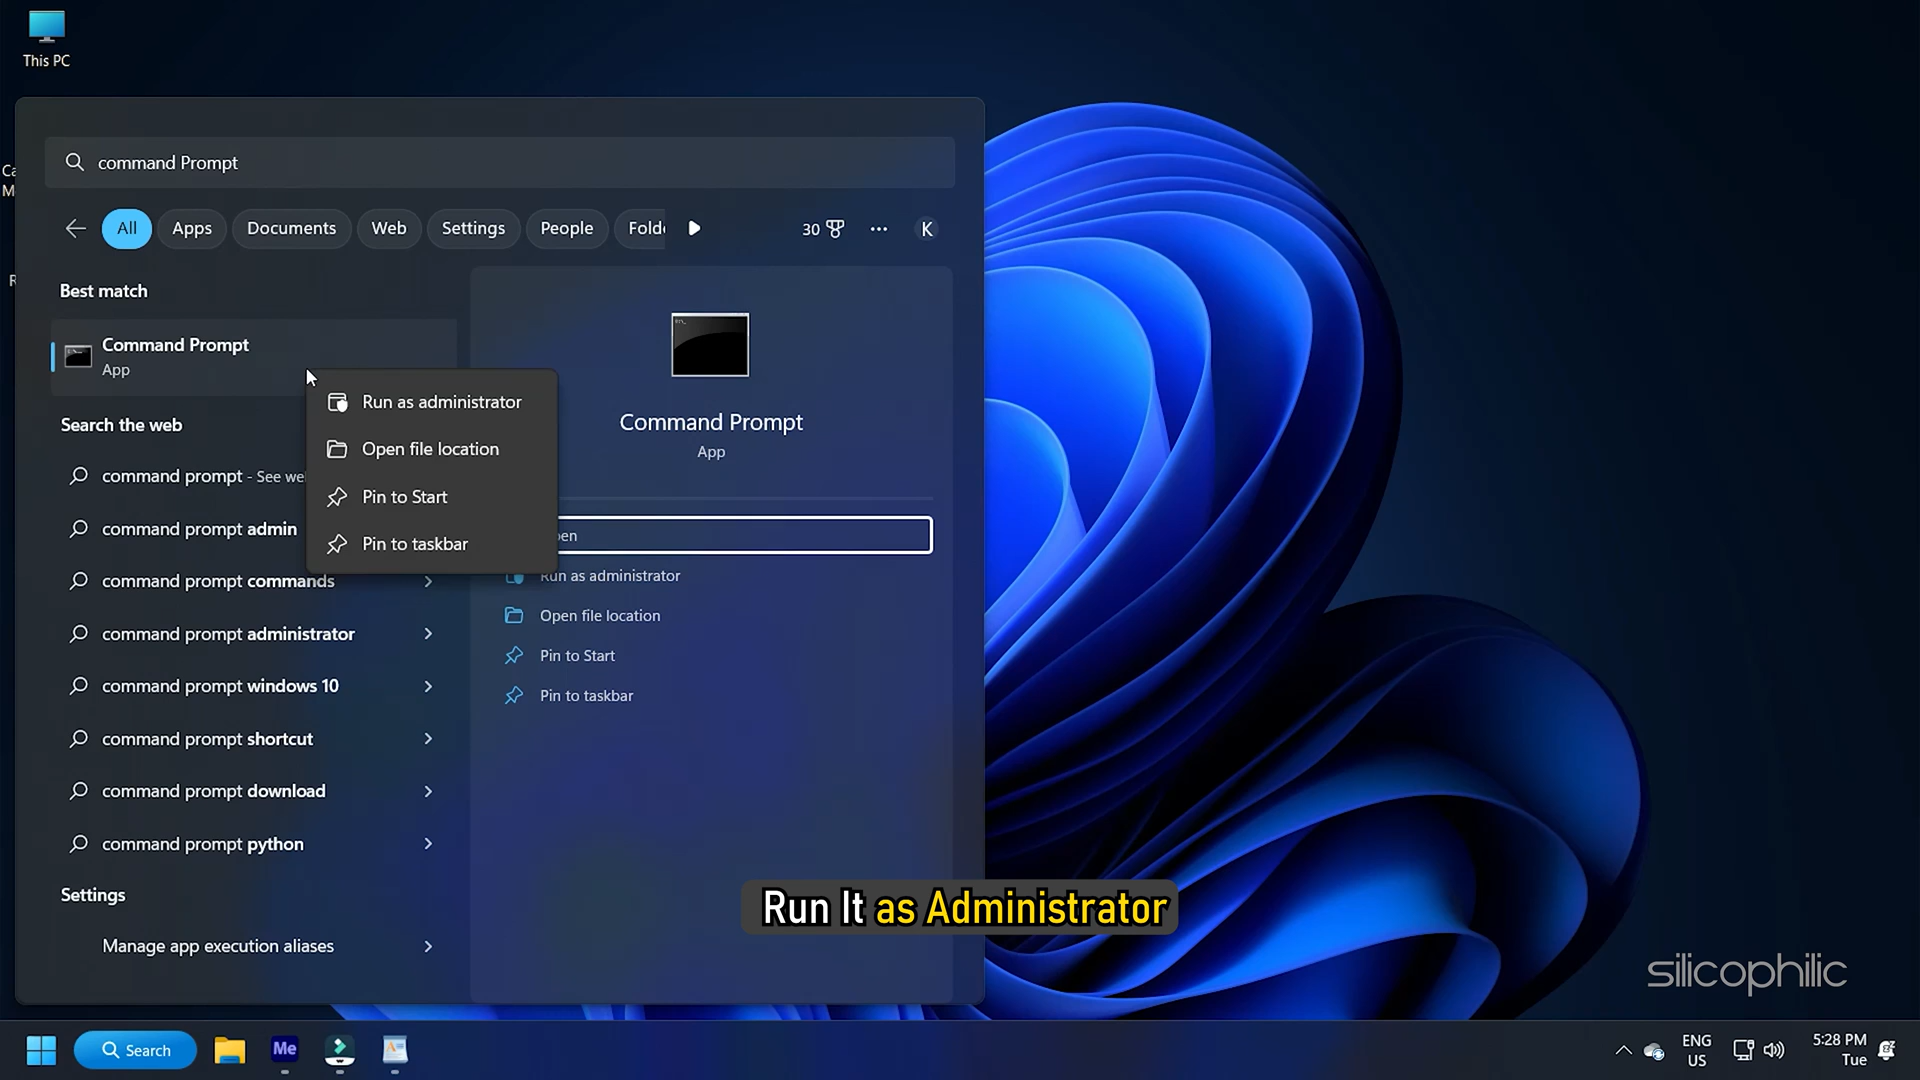 This PC
command Prompt
All
Apps
Documents
Web
Settings
People
Folde
30
K
Best match
Command Prompt
App
Run as administrator
Open file location
Pin to Start
Pin to taskbar
Search the web
command prompt - See we
command prompt admin
command prompt commands
command prompt administrator
command prompt windows 10
command prompt shortcut
command prompt download
command prompt python
Settings
Manage app execution aliases
Command Prompt
App
pen
Run as administrator
Open file location
Pin to Start
Pin to taskbar
Run It as Administrator
silicophilic
Search
Me
ENG
US
5:28 PM
Tue